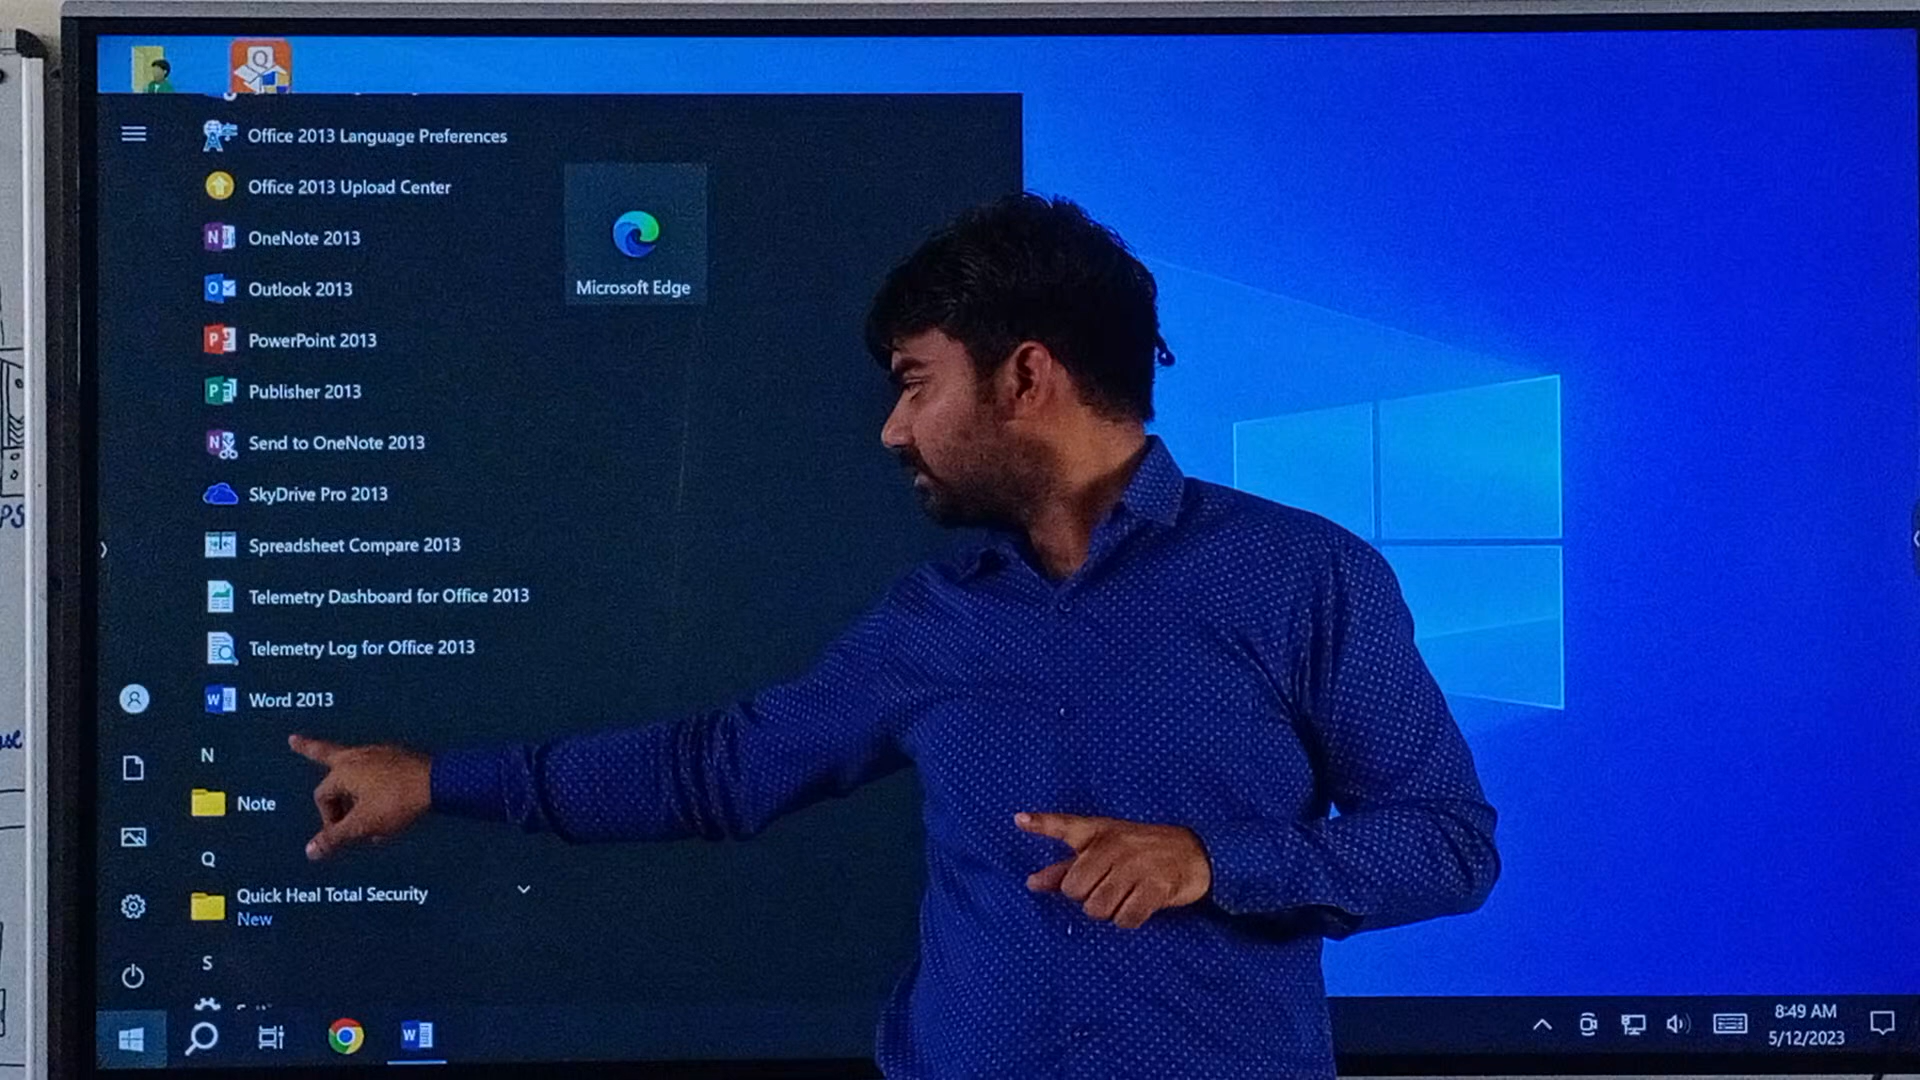 Office 2013 Language Preferences
Office 2013 Upload Center
OneNote 2013
Outlook 2013
PowerPoint 2013
Publisher 2013
Send to OneNote 2013
SkyDrive Pro 2013
Spreadsheet Compare 2013
Telemetry Dashboard for Office 2013
Telemetry Log for Office 2013
Word 2013
N
Note
Q
Quick Heal Total Security
New
S
Microsoft Edge
8:49 AM
5/12/2023
PS